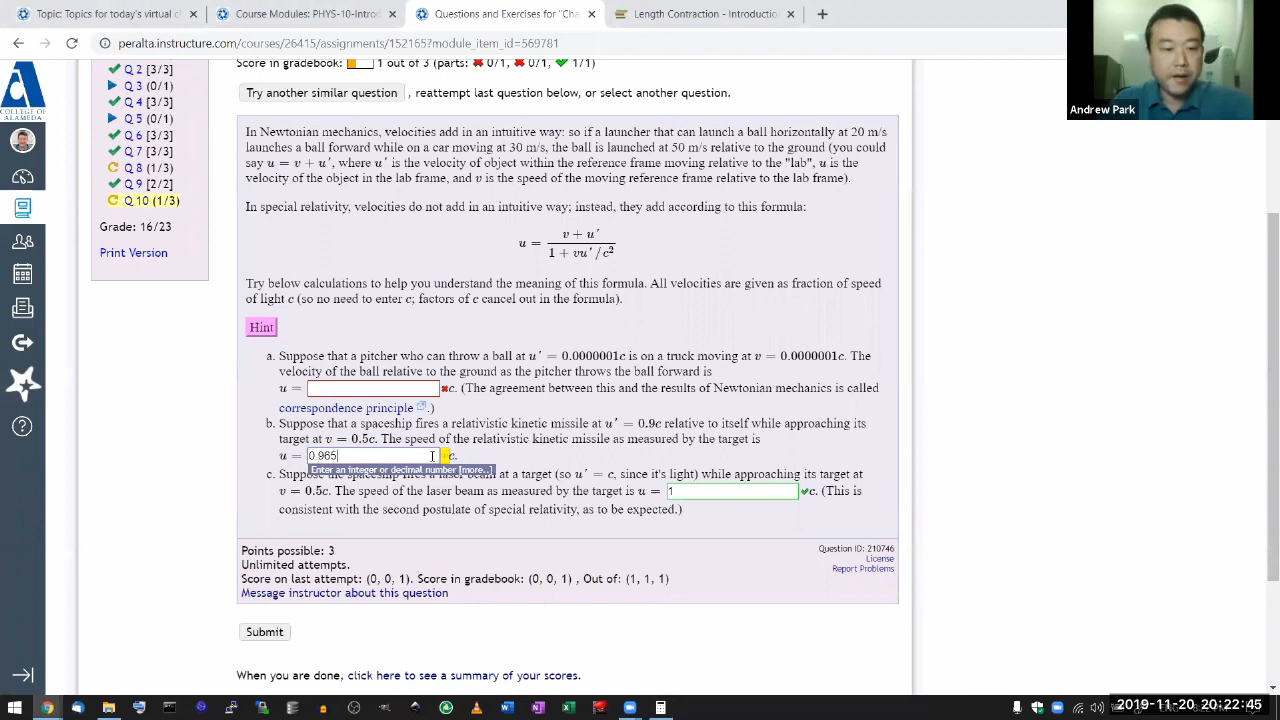 Topic: Topics for this "virtual c
Modules: PHYS-10-Introd
Questions and Exercises for "Cha
Length Contraction - Introductio
peralta.instructure.com/courses/26415/assignments/152165?module_item_id=569781
Andrew Park
COLLEGE OF
ALAMEDA
Q 2 [3/3]
Q 3 (0/1)
Q 4 [3/3]
Q 5 (0/1)
Q 6 [3/3]
Q 7 [3/3]
Q 8 (1/3)
Q 9 [2/2]
Q 10 (1/3)
Grade: 16/23
Print Version
Score in gradebook: 1 out of 3 (parts: ✖ 0/1, ✖ 0/1, ✔ 1/1)
Try another similar question , reattempt last question below, or select another question.
In Newtonian mechanics, velocities add in an intuitive way: so if a launcher that can launch a ball horizontally at 20 m/s
launches a ball forward while on a car moving at 30 m/s, the ball is launched at 50 m/s relative to the ground (you could
say u = v + u′, where u′ is the velocity of object within the reference frame moving relative to the "lab", u is the
velocity of the object in the lab frame, and v is the speed of the moving reference frame relative to the lab frame).
In special relativity, velocities do not add in an intuitive way; instead, they add according to this formula:
u = (v + u′) / (1 + vu′/c²)
Try below calculations to help you understand the meaning of this formula. All velocities are given as fraction of speed
of light c (so no need to enter c; factors of c cancel out in the formula).
Hint
a. Suppose that a pitcher who can throw a ball at u′ = 0.0000001c is on a truck moving at v = 0.0000001c. The
velocity of the ball relative to the ground as the pitcher throws the ball forward is
u = ✖c. (The agreement between this and the results of Newtonian mechanics is called
correspondence principle .)
b. Suppose that a spaceship fires a relativistic kinetic missile at u′ = 0.9c relative to itself while approaching its
target at v = 0.5c. The speed of the relativistic kinetic missile as measured by the target is
u = 0.965 c.
Enter an integer or decimal number [more..]
c. Suppose the spaceship fires a laser beam at a target (so u′ = c, since it's light) while approaching its target at
v = 0.5c. The speed of the laser beam as measured by the target is u = 1 ✔c. (This is
consistent with the second postulate of special relativity, as to be expected.)
Points possible: 3
Unlimited attempts.
Score on last attempt: (0, 0, 1). Score in gradebook: (0, 0, 1) , Out of: (1, 1, 1)
Message instructor about this question
Question ID: 210746
License
Report Problems
Submit
When you are done, click here to see a summary of your scores.
2019-11-20 20:22:45